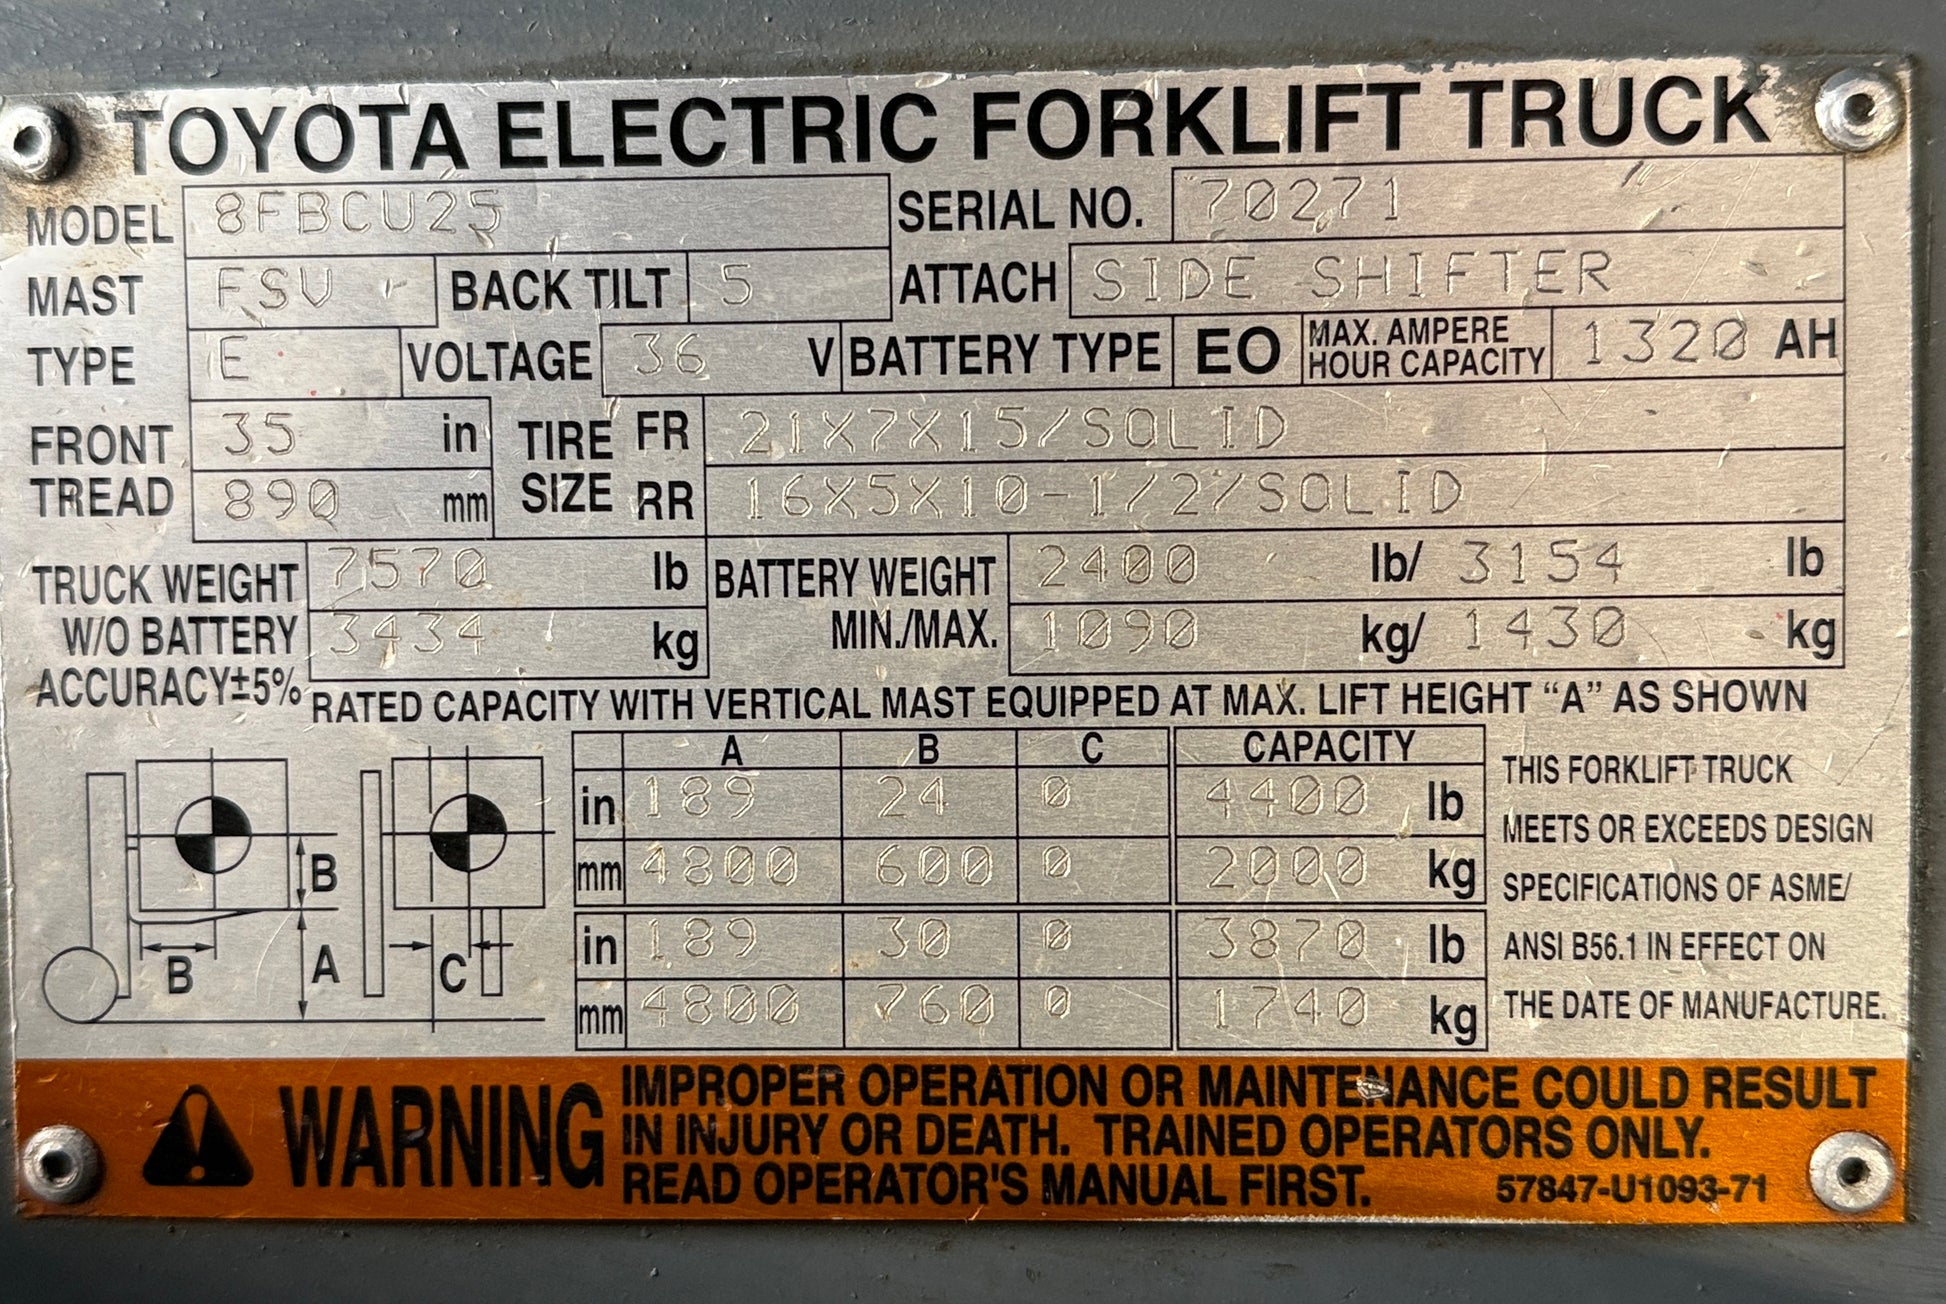 TOYOTA ELECTRIC FORKLIFT TRUCK
MODEL 8FBCU25 SERIAL NO. 70271
MAST FSV BACK TILT 5 ATTACH SIDE SHIFTER
TYPE E VOLTAGE 36 V BATTERY TYPE EO MAX. AMPERE HOUR CAPACITY 1320 AH
FRONT TREAD 35 in TIRE SIZE FR 21X7X15/SOLID
890 mm RR 16X5X10-1/2/SOLID
TRUCK WEIGHT W/O BATTERY ACCURACY±5% 7570 lb BATTERY WEIGHT MIN./MAX. 2400 lb/ 3154 lb
3434 kg 1090 kg/ 1430 kg
RATED CAPACITY WITH VERTICAL MAST EQUIPPED AT MAX. LIFT HEIGHT “A” AS SHOWN
A B C CAPACITY
in 189 24 0 4400 lb
mm 4800 600 0 2000 kg
in 189 30 0 3870 lb
mm 4800 760 0 1740 kg
B
B
A
C
THIS FORKLIFT TRUCK
MEETS OR EXCEEDS DESIGN
SPECIFICATIONS OF ASME/
ANSI B56.1 IN EFFECT ON
THE DATE OF MANUFACTURE.
WARNING
IMPROPER OPERATION OR MAINTENANCE COULD RESULT
IN INJURY OR DEATH. TRAINED OPERATORS ONLY.
READ OPERATOR'S MANUAL FIRST. 57847-U1093-71